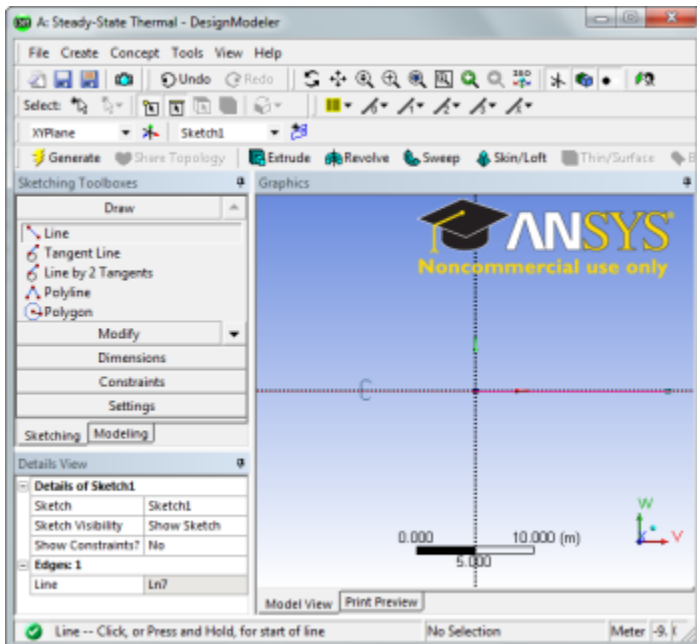 A: Steady-State Thermal - DesignModeler
File Create Concept Tools View Help
Undo Redo
Select:
XYPlane Sketch1
Generate Share Topology Extrude Revolve Sweep Skin/Loft Thin/Surface B
Sketching Toolboxes
Draw
Line
Tangent Line
Line by 2 Tangents
Polyline
Polygon
Modify
Dimensions
Constraints
Settings
Sketching Modeling
Details View
Details of Sketch1
Sketch Sketch1
Sketch Visibility Show Sketch
Show Constraints? No
Edges: 1
Line Ln7
Graphics
ANSYS
Noncommercial use only
C
0.000 10.000 (m)
5.000
W
V
Model View Print Preview
Line -- Click, or Press and Hold, for start of line No Selection Meter -9.